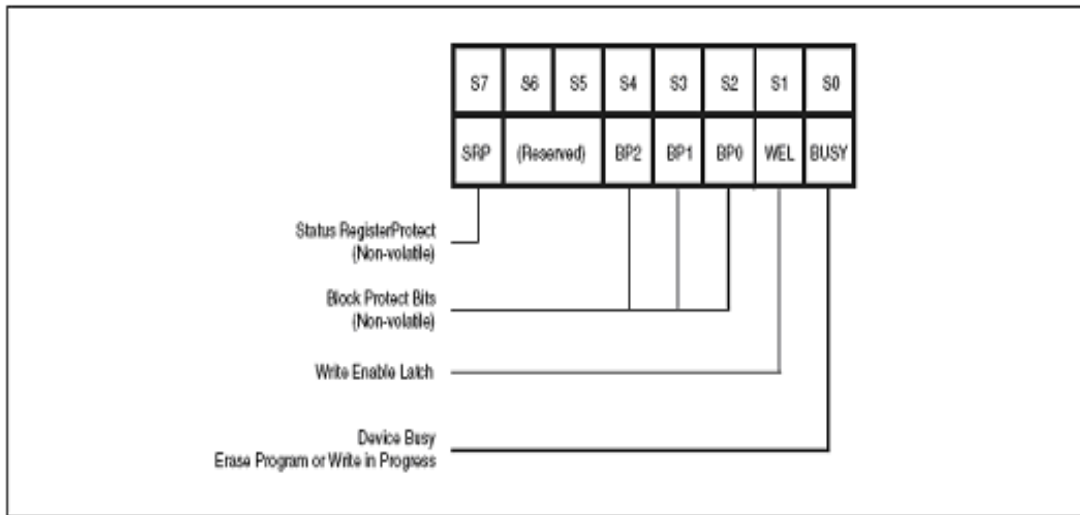 S7 S6 S5 S4 S3 S2 S1 S0
SRP (Reserved) BP2 BP1 BP0 WEL BUSY
Status RegisterProtect
(Non-volatile)
Block Protect Bits
(Non-volatile)
Write Enable Latch
Device Busy
Erase Program or Write in Progress